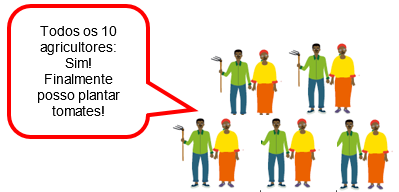 Todos os 10
agricultores:
Sim!
Finalmente
posso plantar
tomates!